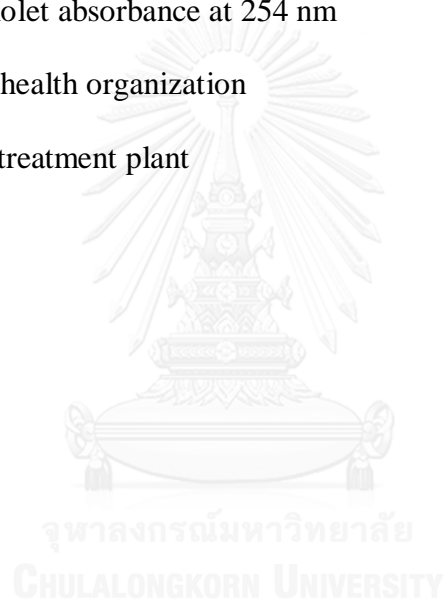 olet absorbance at 254 nm
health organization
treatment plant
จุฬาลงกรณ์มหาวิทยาลัย
CHULALONGKORN UNIVERSITY